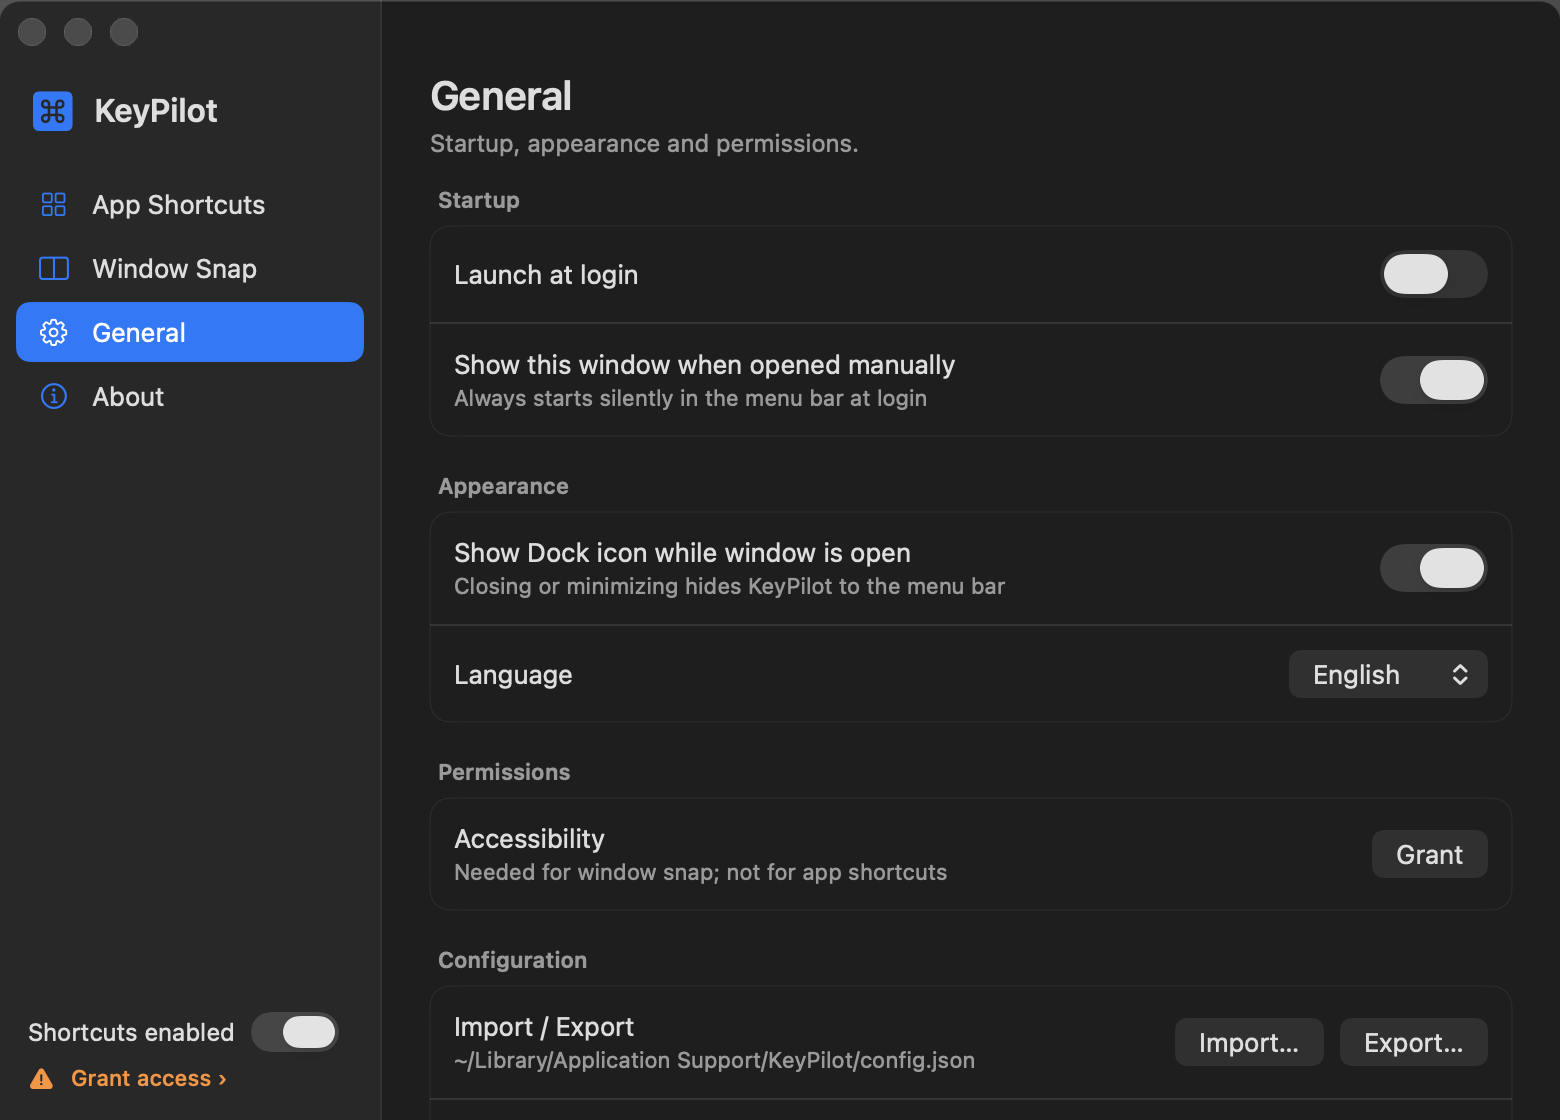 KeyPilot
App Shortcuts
Window Snap
General
About
Shortcuts enabled
Grant access ›
General
Startup, appearance and permissions.
Startup
Launch at login
Show this window when opened manually
Always starts silently in the menu bar at login
Appearance
Show Dock icon while window is open
Closing or minimizing hides KeyPilot to the menu bar
Language
English
Permissions
Accessibility
Needed for window snap; not for app shortcuts
Grant
Configuration
Import / Export
~/Library/Application Support/KeyPilot/config.json
Import...
Export...